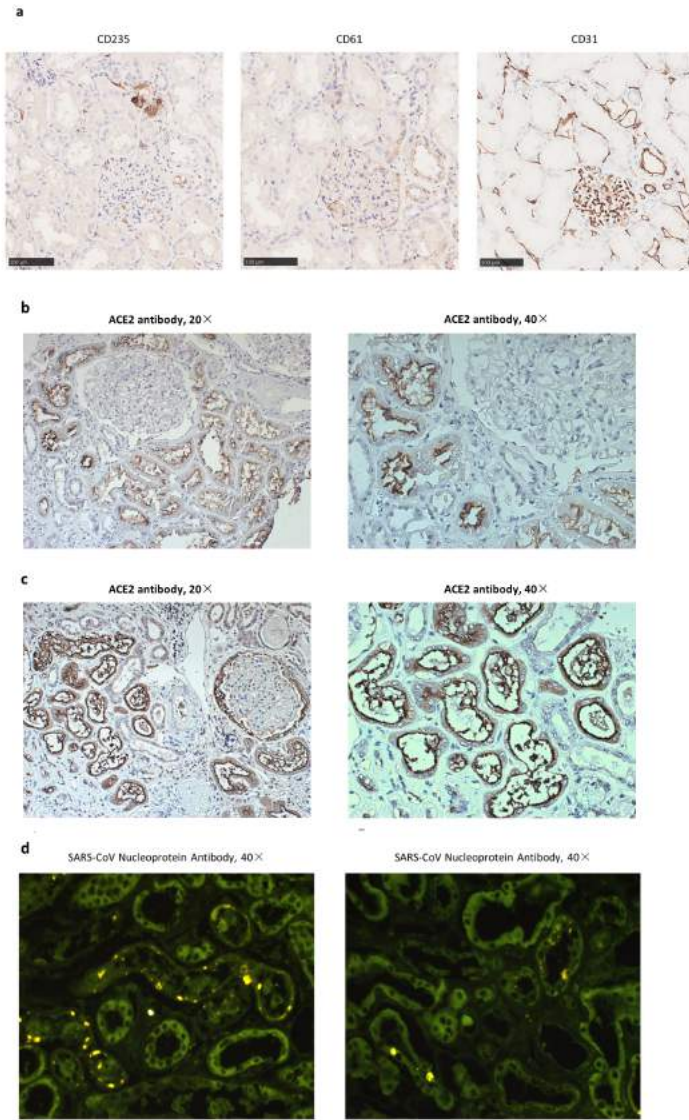 a
CD235
CD61
CD31
b
ACE2 antibody, 20×
ACE2 antibody, 40×
c
ACE2 antibody, 20×
ACE2 antibody, 40×
d
SARS-CoV Nucleoprotein Antibody, 40×
SARS-CoV Nucleoprotein Antibody, 40×